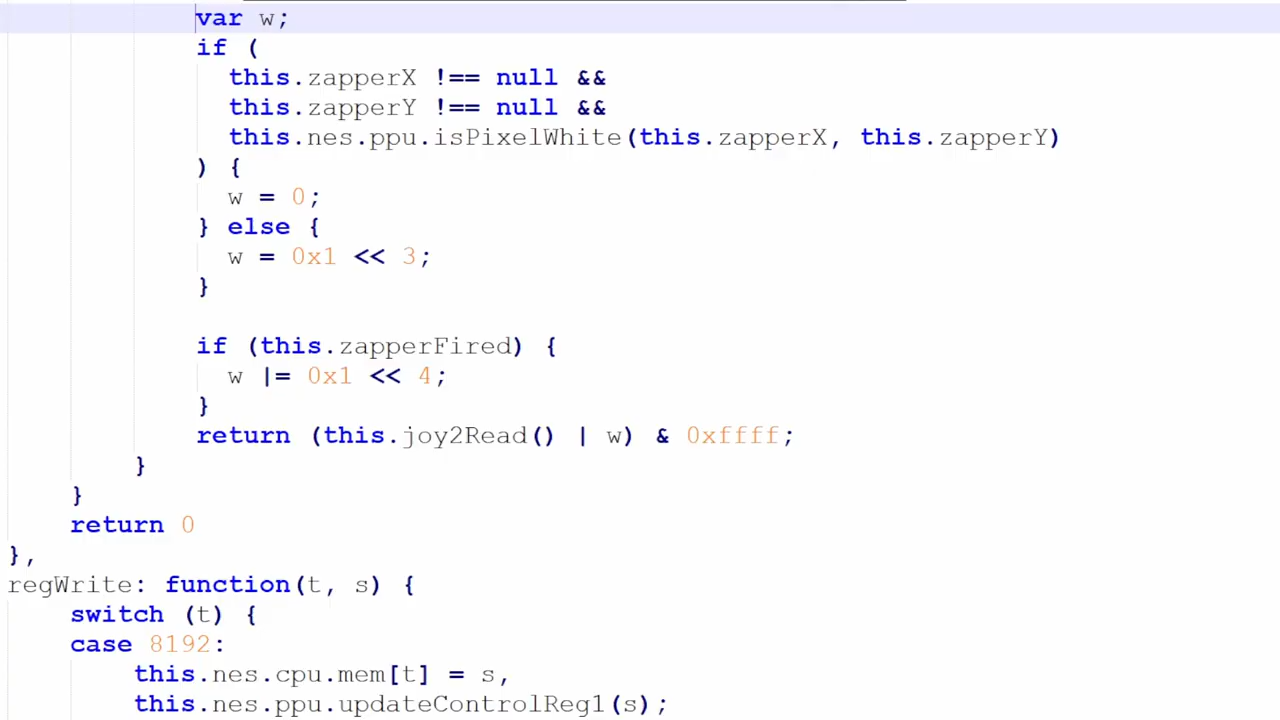 var w;
if (
this.zapperX !== null &&
this.zapperY !== null &&
this.nes.ppu.isPixelWhite(this.zapperX, this.zapperY)
) {
w = 0;
} else {
w = 0x1 << 3;
}
if (this.zapperFired) {
w |= 0x1 << 4;
}
return (this.joy2Read() | w) & 0xffff;
}
}
return 0
},
regWrite: function(t, s) {
switch (t) {
case 8192:
this.nes.cpu.mem[t] = s,
this.nes.ppu.updateControlReg1(s);